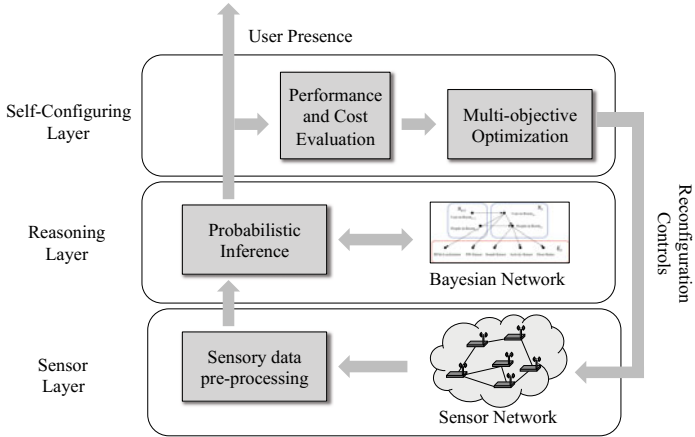 User Presence
Self-Configuring
Layer
Performance
and Cost
Evaluation
Multi-objective
Optimization
Reconfiguration
Controls
Reasoning
Layer
Probabilistic
Inference
Bayesian Network
Sensor
Layer
Sensory data
pre-processing
Sensor Network